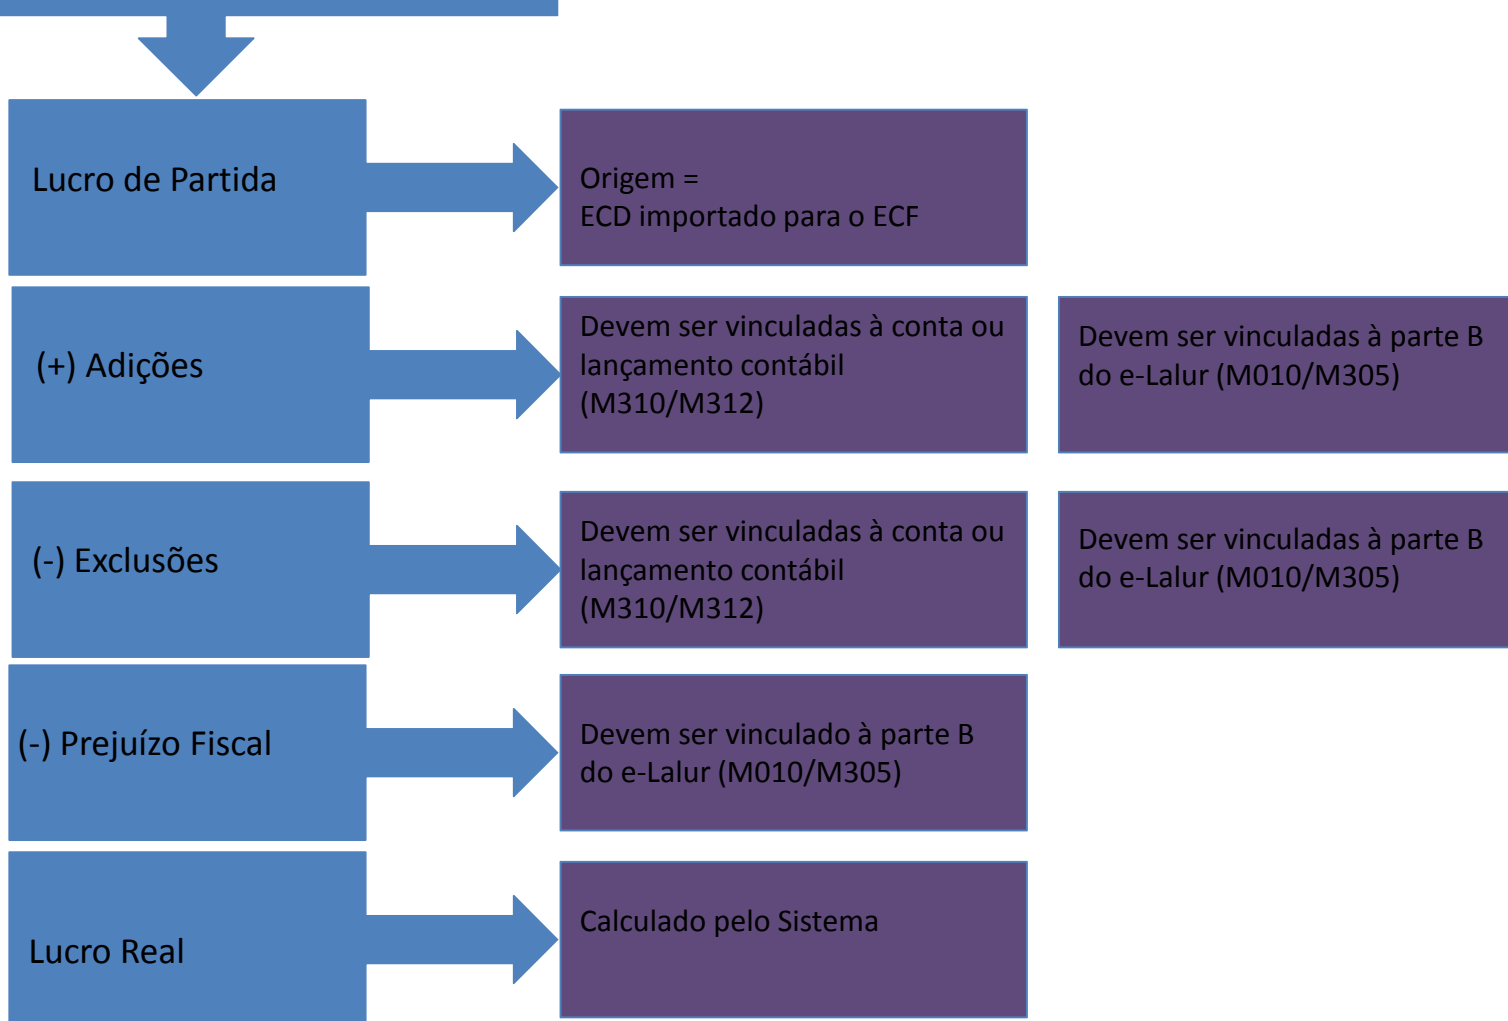 Lucro de Partida
Origem =
ECD importado para o ECF
(+) Adições
Devem ser vinculadas à conta ou
lançamento contábil
(M310/M312)
Devem ser vinculadas à parte B
do e-Lalur (M010/M305)
(-) Exclusões
Devem ser vinculadas à conta ou
lançamento contábil
(M310/M312)
Devem ser vinculadas à parte B
do e-Lalur (M010/M305)
(-) Prejuízo Fiscal
Devem ser vinculado à parte B
do e-Lalur (M010/M305)
Lucro Real
Calculado pelo Sistema